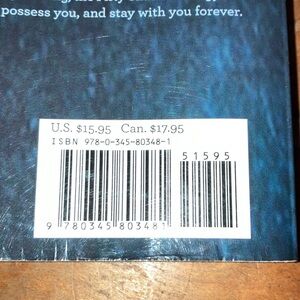 possess you, and stay with you forever.
U.S. $15.95 Can. $17.95
ISBN 978-0-345-80348-1
51595
9 780345 803481